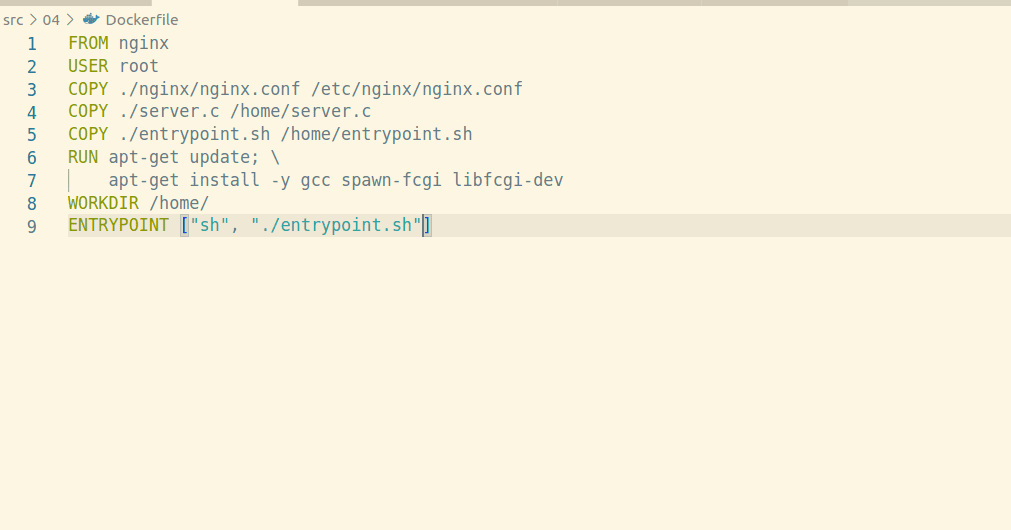 src > 04 > Dockerfile
1 FROM nginx
2 USER root
3 COPY ./nginx/nginx.conf /etc/nginx/nginx.conf
4 COPY ./server.c /home/server.c
5 COPY ./entrypoint.sh /home/entrypoint.sh
6 RUN apt-get update; \
7     apt-get install -y gcc spawn-fcgi libfcgi-dev
8 WORKDIR /home/
9 ENTRYPOINT ["sh", "./entrypoint.sh"]